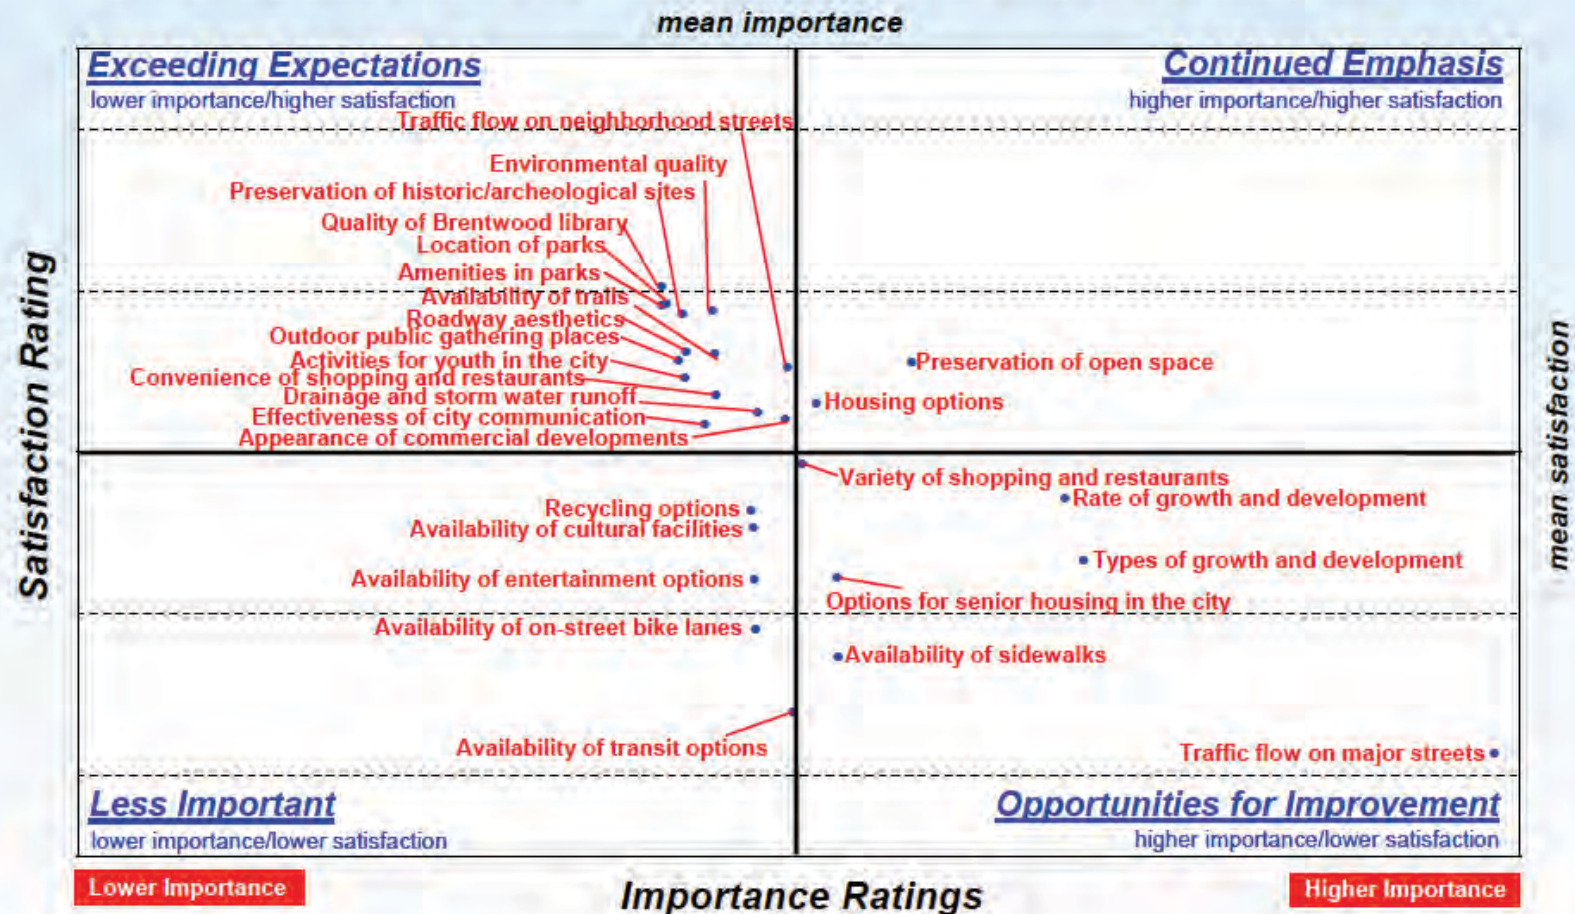 mean importance
Exceeding Expectations
lower importance/higher satisfaction
Continued Emphasis
higher importance/higher satisfaction
Traffic flow on neighborhood streets
Environmental quality
Preservation of historic/archeological sites
Quality of Brentwood library
Location of parks
Amenities in parks
Availability of trails
Roadway aesthetics
Outdoor public gathering places
Activities for youth in the city
Convenience of shopping and restaurants
Drainage and storm water runoff
Effectiveness of city communication
Appearance of commercial developments
Preservation of open space
Housing options
Satisfaction Rating
mean satisfaction
Variety of shopping and restaurants
Rate of growth and development
Types of growth and development
Options for senior housing in the city
Availability of sidewalks
Traffic flow on major streets
Recycling options
Availability of cultural facilities
Availability of entertainment options
Availability of on-street bike lanes
Availability of transit options
Less Important
lower importance/lower satisfaction
Opportunities for Improvement
higher importance/lower satisfaction
Lower Importance
Importance Ratings
Higher Importance